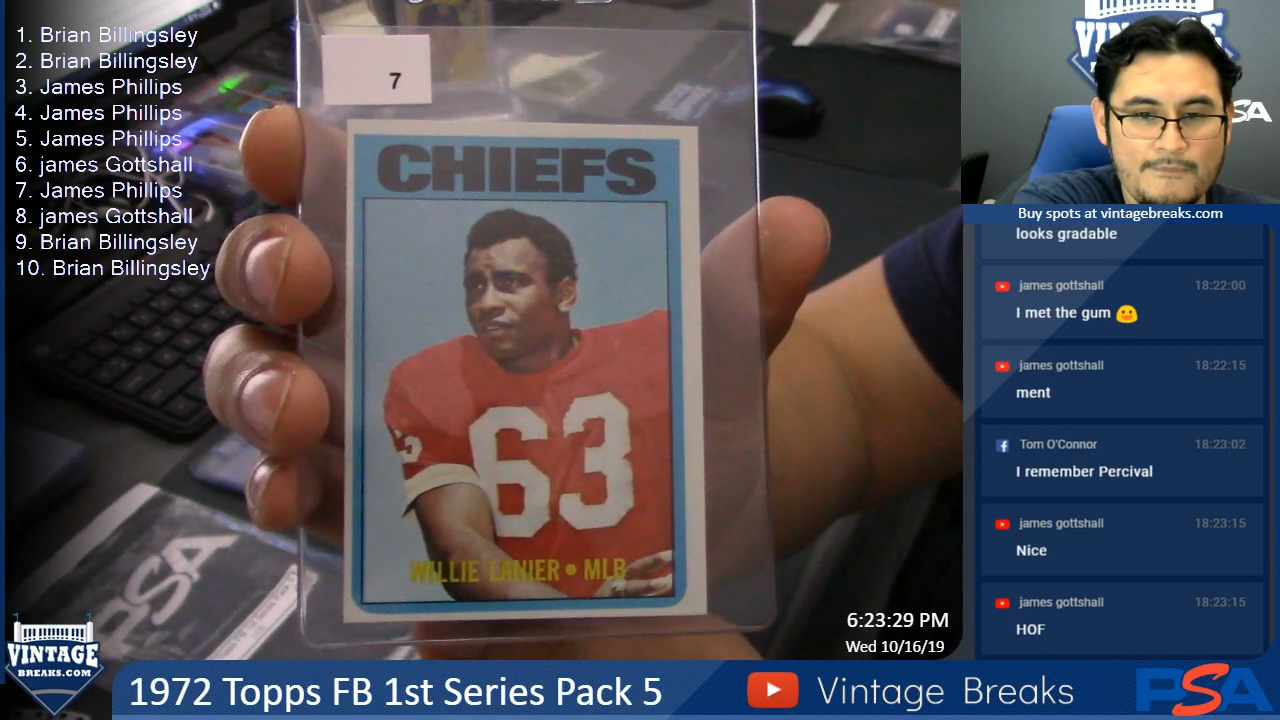 1. Brian Billingsley
2. Brian Billingsley
3. James Phillips
4. James Phillips
5. James Phillips
6. james Gottshall
7. James Phillips
8. james Gottshall
9. Brian Billingsley
10. Brian Billingsley
7
CHIEFS
63
63
WILLIE LANIER • MLB
PSA
6:23:29 PM
Wed 10/16/19
SA
Buy spots at vintagebreaks.com
looks gradable
james gottshall 18:22:00
I met the gum 😛
james gottshall 18:22:15
ment
Tom O'Connor 18:23:02
I remember Percival
james gottshall 18:23:15
Nice
james gottshall 18:23:15
HOF
VINTAGE
BREAKS.COM
1972 Topps FB 1st Series Pack 5
Vintage Breaks
PSA